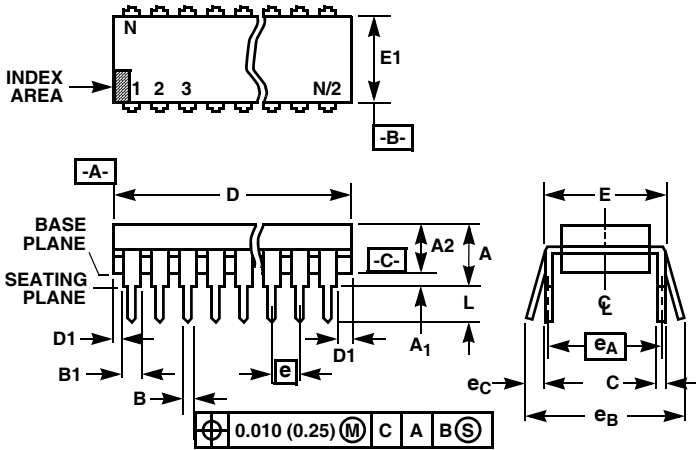 N
E1
INDEX
AREA
1 2 3 N/2
-B-
-A-
D
E
BASE
PLANE
A2
A
-C-
SEATING
PLANE
L
C
L
D1
A1
D1
eA
B1
e
eC
C
B
eB
0.010 (0.25) M C A B S